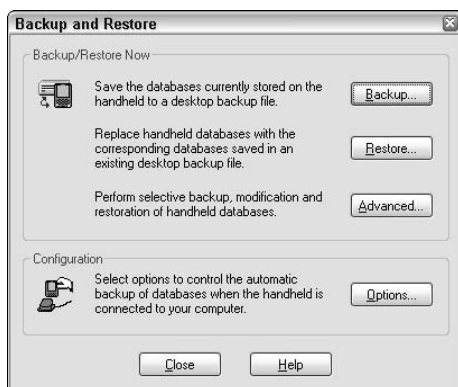 Backup and Restore
Backup/Restore Now
Save the databases currently stored on the
handheld to a desktop backup file.
Backup...
Replace handheld databases with the
corresponding databases saved in an
existing desktop backup file.
Restore...
Perform selective backup, modification and
restoration of handheld databases.
Advanced...
Configuration
Select options to control the automatic
backup of databases when the handheld is
connected to your computer.
Options...
Close
Help